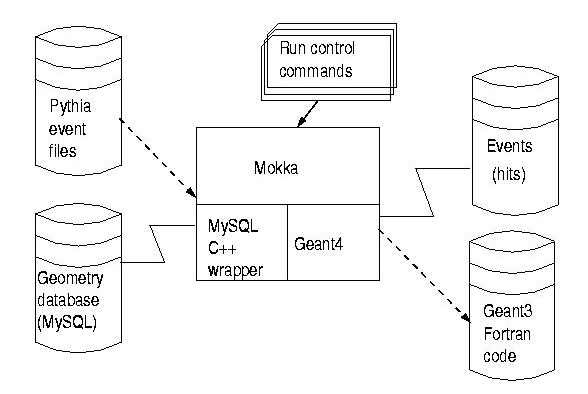 Run control
commands
Pythia
event
files
Events
(hits)
Mokka
MySQL
C++
wrapper
Geant4
Geometry
database
(MySQL)
Geant3
Fortran
code